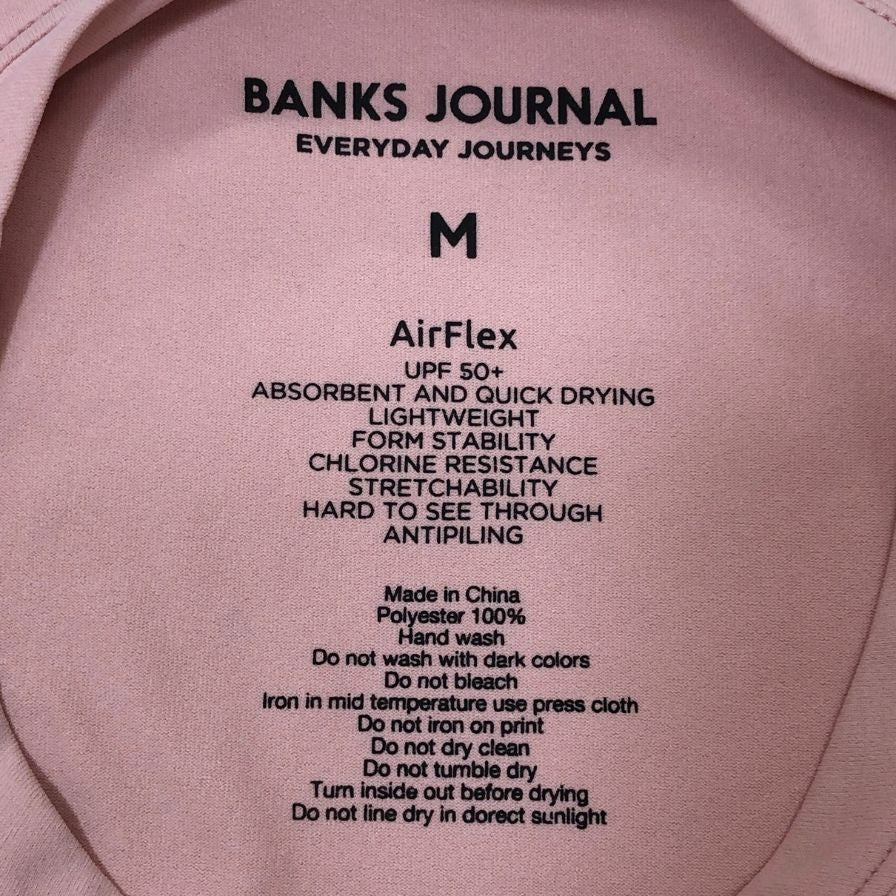 BANKS JOURNAL
EVERYDAY JOURNEYS
M
AirFlex
UPF 50+
ABSORBENT AND QUICK DRYING
LIGHTWEIGHT
FORM STABILITY
CHLORINE RESISTANCE
STRETCHABILITY
HARD TO SEE THROUGH
ANTIPILING
Made in China
Polyester 100%
Hand wash
Do not wash with dark colors
Do not bleach
Iron in mid temperature use press cloth
Do not iron on print
Do not dry clean
Do not tumble dry
Turn inside out before drying
Do not line dry in dorect sunlight